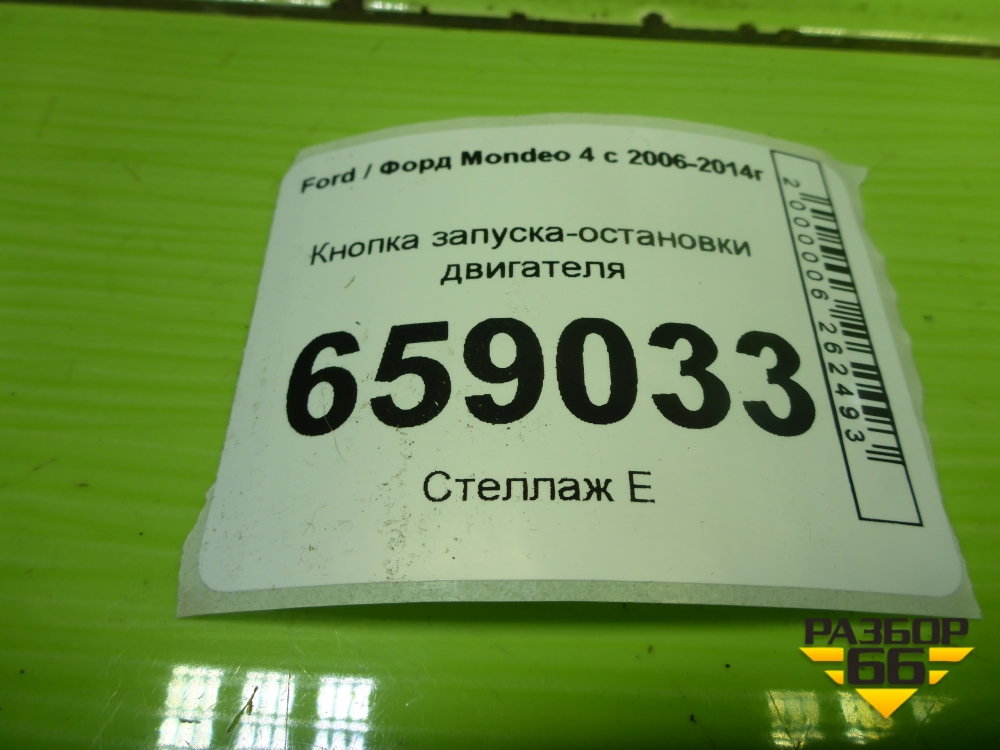 Ford / Форд Mondeo 4 с 2006-2014г
Кнопка запуска-остановки
двигателя
659033
Стеллаж Е
2000006262493
РАЗБОР
66